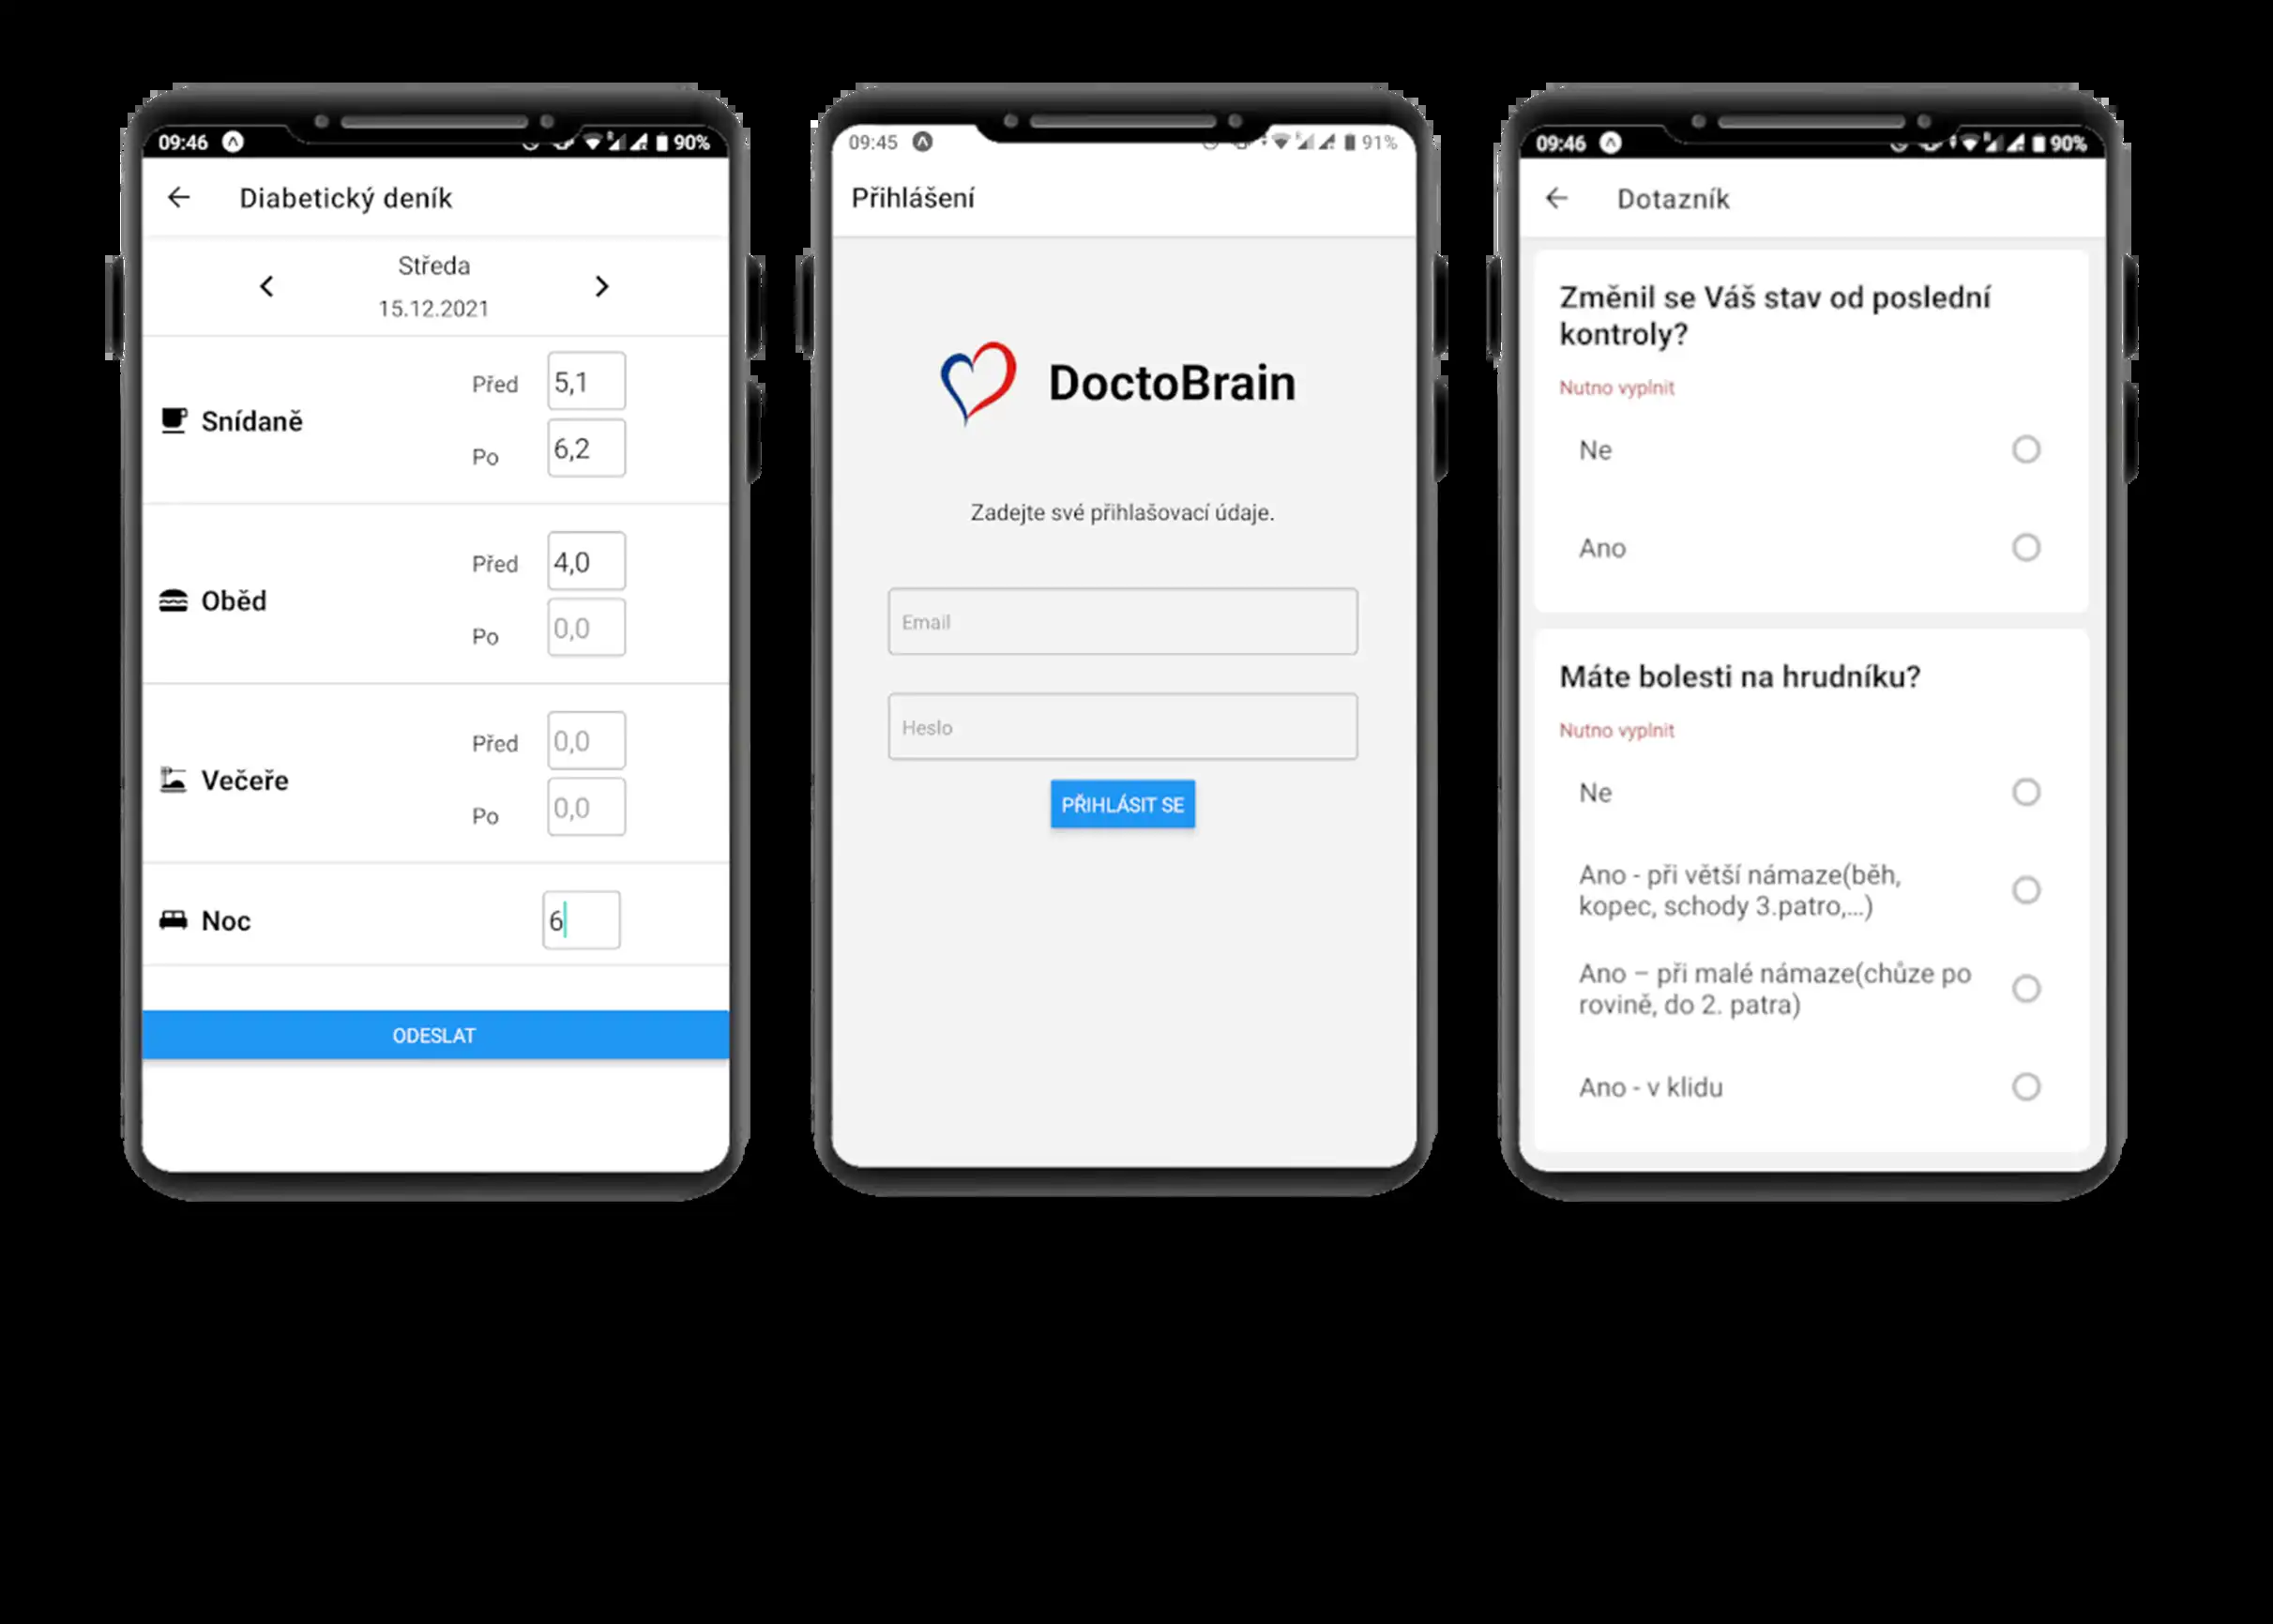 09:46
90%
Diabetický deník
Středa
15.12.2021
Snídaně
Před
5,1
Po
6,2
Oběd
Před
4,0
Po
0,0
Večeře
Před
0,0
Po
0,0
Noc
6
ODESLAT
09:45
91%
Přihlášení
DoctoBrain
Zadejte své přihlašovací údaje.
Email
Heslo
PŘIHLÁSIT SE
09:46
90%
Dotazník
Změnil se Váš stav od poslední
kontroly?
Nutno vyplnit
Ne
Ano
Máte bolesti na hrudníku?
Nutno vyplnit
Ne
Ano - při větší námaze(běh,
kopec, schody 3.patro,...)
Ano – při malé námaze(chůze po
rovině, do 2. patra)
Ano - v klidu